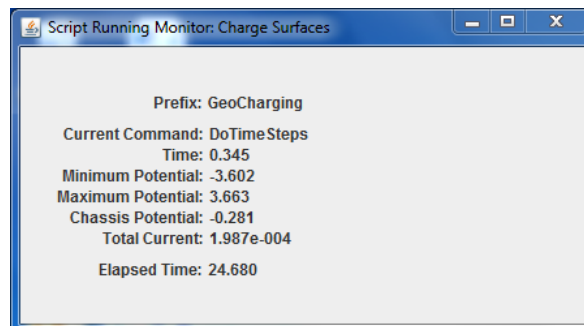 Script Running Monitor: Charge Surfaces
Prefix: GeoCharging
Current Command: DoTimeSteps
Time: 0.345
Minimum Potential: -3.602
Maximum Potential: 3.663
Chassis Potential: -0.281
Total Current: 1.987e-004
Elapsed Time: 24.680